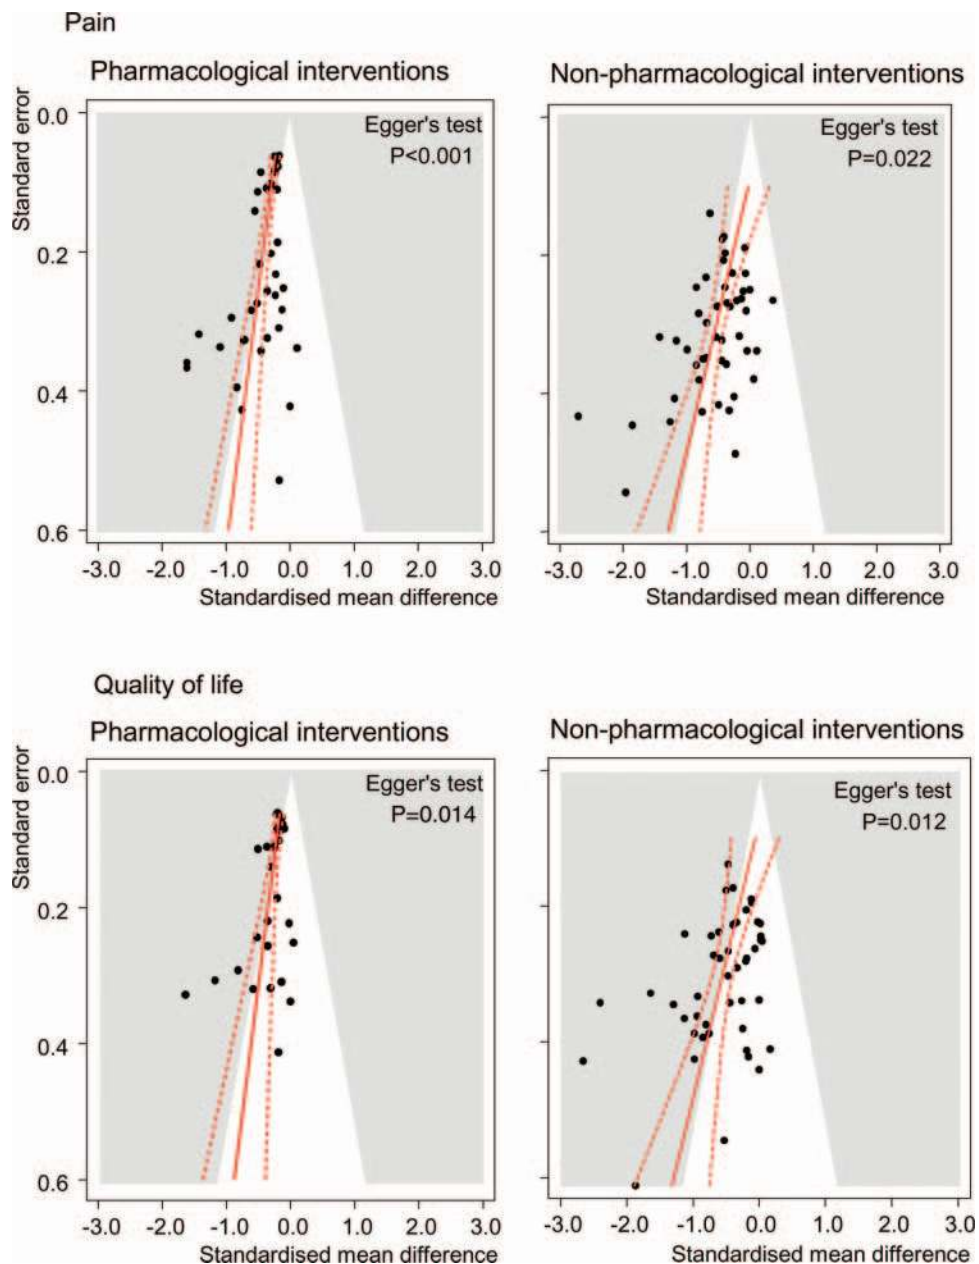 Pain
Pharmacological interventions
Standard error
0.0
0.2
0.4
0.6
Egger's test
P<0.001
-3.0 -2.0 -1.0 0.0 1.0 2.0 3.0
Standardised mean difference
Non-pharmacological interventions
Egger's test
P=0.022
-3.0 -2.0 -1.0 0.0 1.0 2.0 3.0
Standardised mean difference
Quality of life
Pharmacological interventions
Standard error
0.0
0.2
0.4
0.6
Egger's test
P=0.014
-3.0 -2.0 -1.0 0.0 1.0 2.0 3.0
Standardised mean difference
Non-pharmacological interventions
Egger's test
P=0.012
-3.0 -2.0 -1.0 0.0 1.0 2.0 3.0
Standardised mean difference